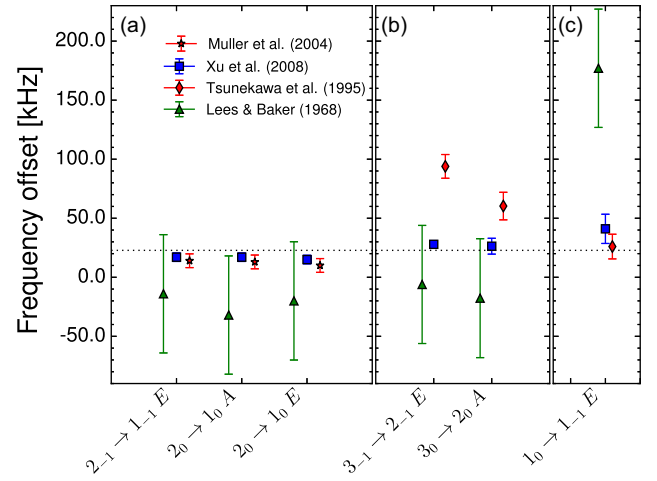 (a)
(b)
(c)
Muller et al. (2004)
Xu et al. (2008)
Tsunekawa et al. (1995)
Lees & Baker (1968)
Frequency offset [kHz]
200.0
150.0
100.0
50.0
0.0
-50.0
2₋₁ → 1₋₁ E
2₀ → 1₀ A
2₀ → 1₀ E
3₋₁ → 2₋₁ E
3₀ → 2₀ A
1₀ → 1₋₁ E